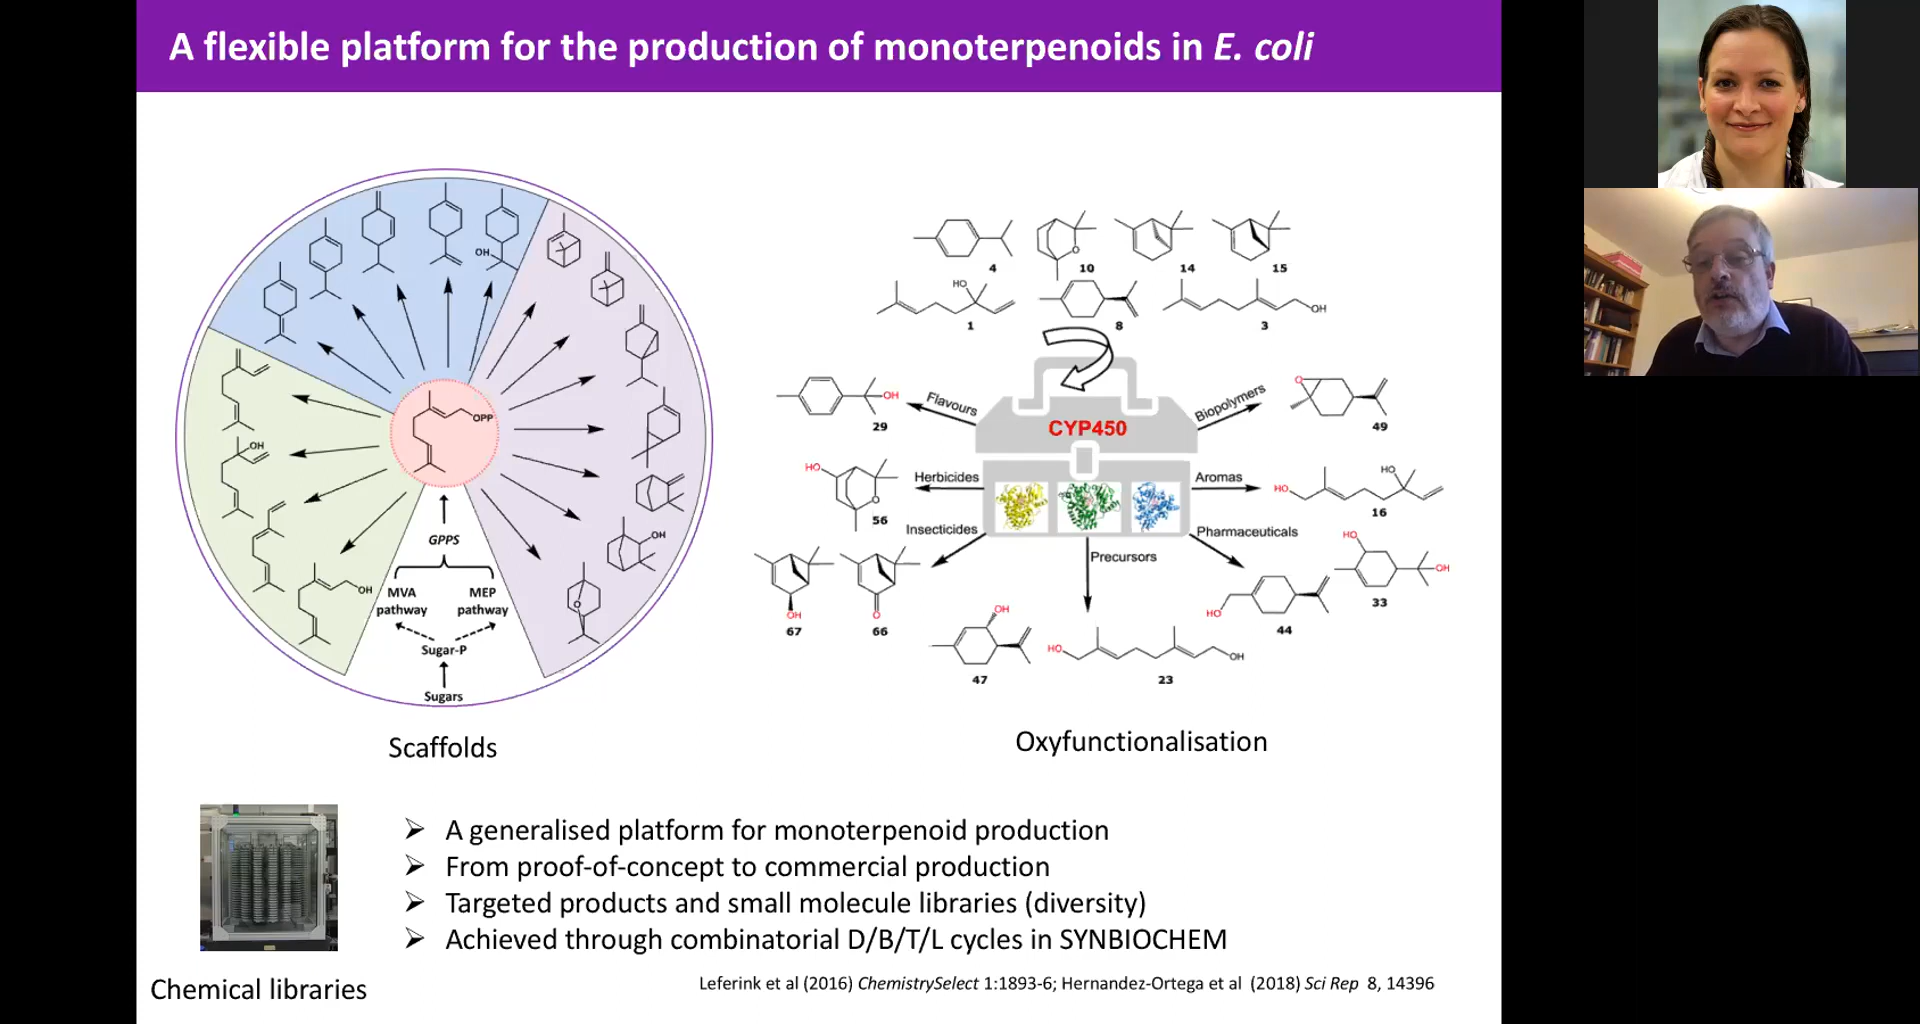 A flexible platform for the production of monoterpenoids in E. coli
OH
OPP
OH
OH
OH
O
GPPS
MVA pathway
MEP pathway
Sugar-P
Sugars
Scaffolds
O
4
10
14
15
HO
OH
1
8
3
CYP450
Flavours
OH
29
Biopolymers
O
49
Herbicides
HO
O
56
Aromas
HO
HO
16
Insecticides
OH
67
O
66
Pharmaceuticals
HO
OH
33
HO
44
Precursors
OH
47
HO
OH
23
Oxyfunctionalisation
Chemical libraries
➢ A generalised platform for monoterpenoid production
➢ From proof-of-concept to commercial production
➢ Targeted products and small molecule libraries (diversity)
➢ Achieved through combinatorial D/B/T/L cycles in SYNBIOCHEM
Leferink et al (2016) ChemistrySelect 1:1893-6; Hernandez-Ortega et al (2018) Sci Rep 8, 14396